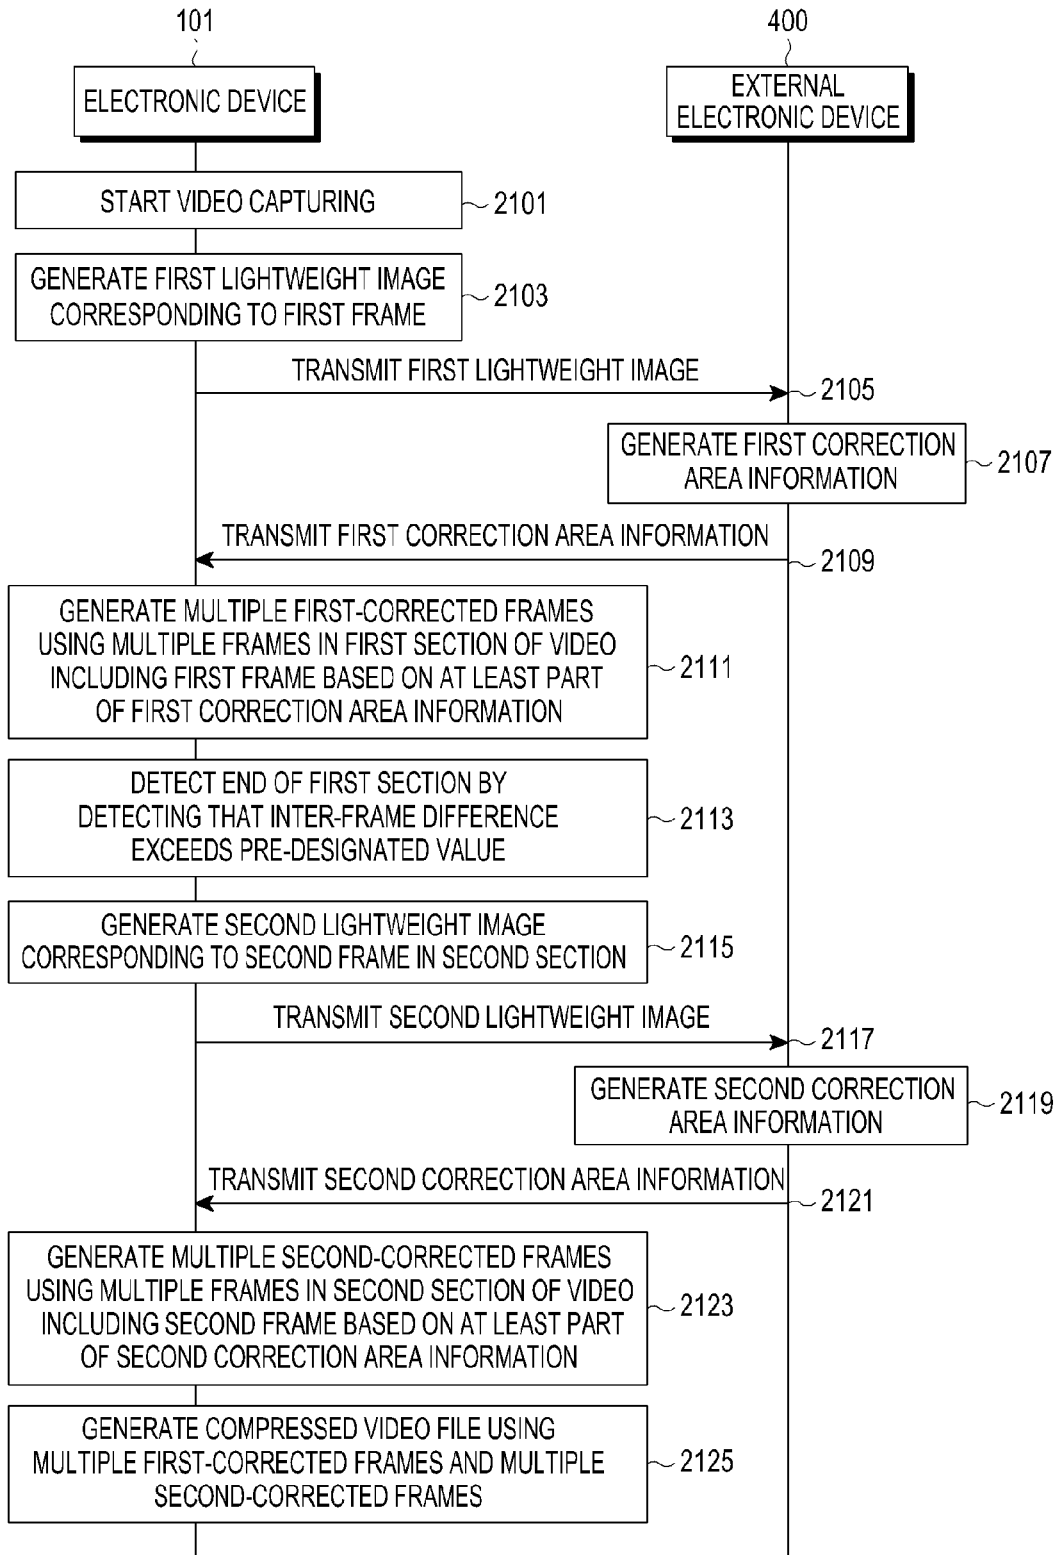 101
400
ELECTRONIC DEVICE
EXTERNAL
ELECTRONIC DEVICE
START VIDEO CAPTURING
2101
GENERATE FIRST LIGHTWEIGHT IMAGE
CORRESPONDING TO FIRST FRAME
2103
TRANSMIT FIRST LIGHTWEIGHT IMAGE
2105
GENERATE FIRST CORRECTION
AREA INFORMATION
2107
TRANSMIT FIRST CORRECTION AREA INFORMATION
2109
GENERATE MULTIPLE FIRST-CORRECTED FRAMES
USING MULTIPLE FRAMES IN FIRST SECTION OF VIDEO
INCLUDING FIRST FRAME BASED ON AT LEAST PART
OF FIRST CORRECTION AREA INFORMATION
2111
DETECT END OF FIRST SECTION BY
DETECTING THAT INTER-FRAME DIFFERENCE
EXCEEDS PRE-DESIGNATED VALUE
2113
GENERATE SECOND LIGHTWEIGHT IMAGE
CORRESPONDING TO SECOND FRAME IN SECOND SECTION
2115
TRANSMIT SECOND LIGHTWEIGHT IMAGE
2117
GENERATE SECOND CORRECTION
AREA INFORMATION
2119
TRANSMIT SECOND CORRECTION AREA INFORMATION
2121
GENERATE MULTIPLE SECOND-CORRECTED FRAMES
USING MULTIPLE FRAMES IN SECOND SECTION OF VIDEO
INCLUDING SECOND FRAME BASED ON AT LEAST PART
OF SECOND CORRECTION AREA INFORMATION
2123
GENERATE COMPRESSED VIDEO FILE USING
MULTIPLE FIRST-CORRECTED FRAMES AND MULTIPLE
SECOND-CORRECTED FRAMES
2125